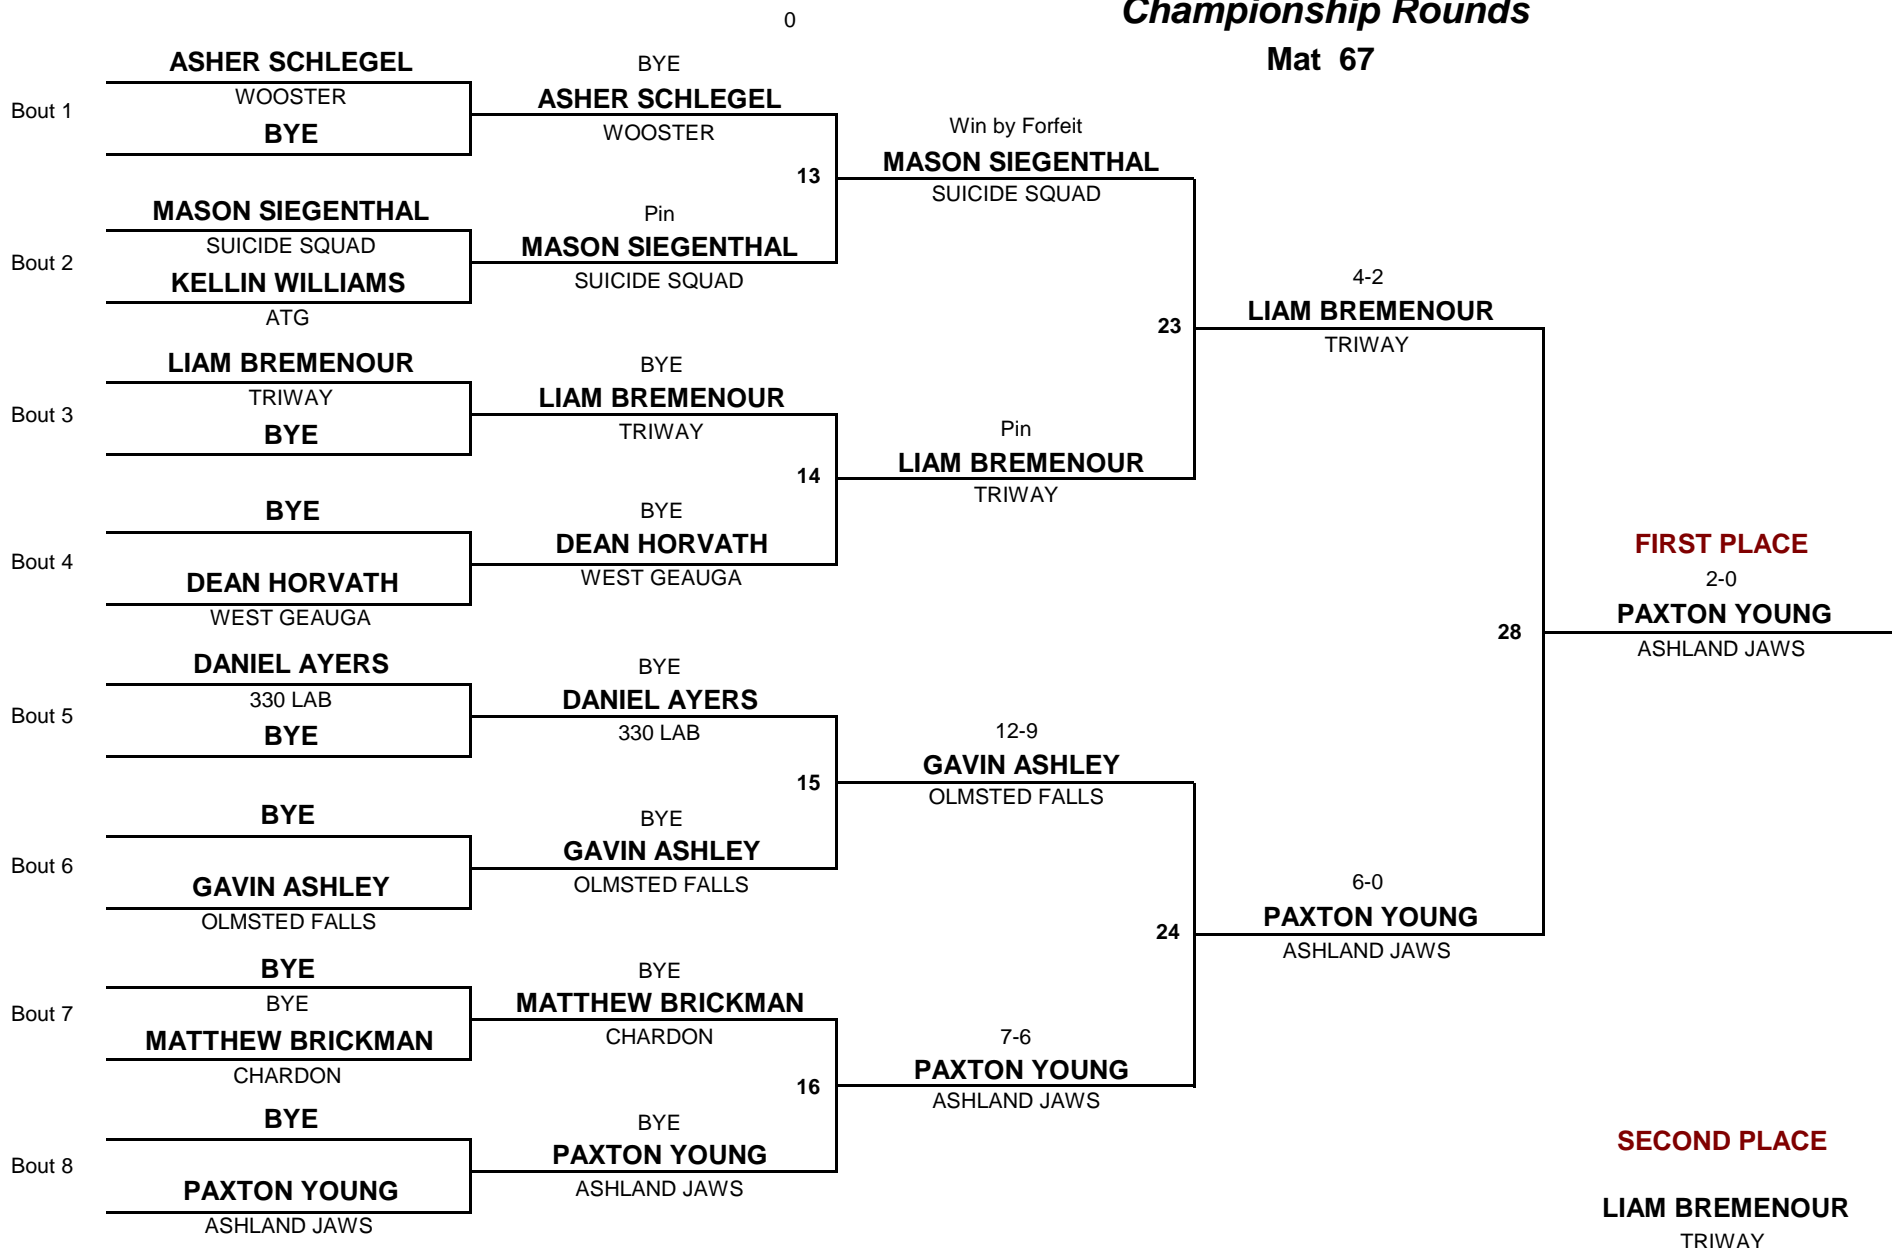 0
Championship Rounds
Mat 67
Bout 1
ASHER SCHLEGEL
WOOSTER
BYE
Bout 2
MASON SIEGENTHAL
SUICIDE SQUAD
KELLIN WILLIAMS
ATG
Bout 3
LIAM BREMENOUR
TRIWAY
BYE
Bout 4
BYE
DEAN HORVATH
WEST GEAUGA
Bout 5
DANIEL AYERS
330 LAB
BYE
Bout 6
BYE
GAVIN ASHLEY
OLMSTED FALLS
Bout 7
BYE
BYE
MATTHEW BRICKMAN
CHARDON
Bout 8
BYE
PAXTON YOUNG
ASHLAND JAWS
BYE
ASHER SCHLEGEL
WOOSTER
13
Pin
MASON SIEGENTHAL
SUICIDE SQUAD
BYE
LIAM BREMENOUR
TRIWAY
14
BYE
DEAN HORVATH
WEST GEAUGA
BYE
DANIEL AYERS
330 LAB
15
BYE
GAVIN ASHLEY
OLMSTED FALLS
BYE
MATTHEW BRICKMAN
CHARDON
16
BYE
PAXTON YOUNG
ASHLAND JAWS
Win by Forfeit
MASON SIEGENTHAL
SUICIDE SQUAD
23
Pin
LIAM BREMENOUR
TRIWAY
12-9
GAVIN ASHLEY
OLMSTED FALLS
24
7-6
PAXTON YOUNG
ASHLAND JAWS
4-2
LIAM BREMENOUR
TRIWAY
28
6-0
PAXTON YOUNG
ASHLAND JAWS
FIRST PLACE
2-0
PAXTON YOUNG
ASHLAND JAWS
SECOND PLACE
LIAM BREMENOUR
TRIWAY